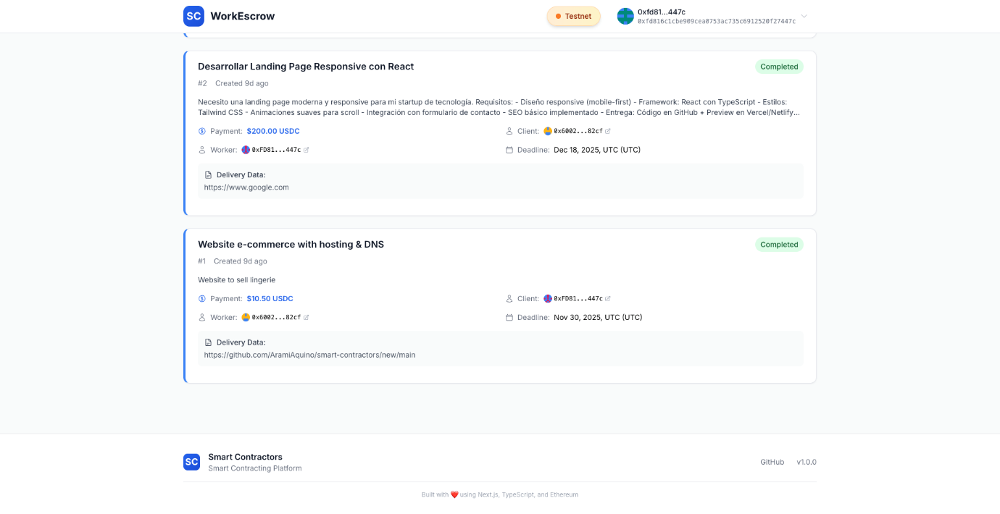 SC WorkEscrow
Testnet
0xfd81...447c
0xfd816c1cbe909cea0753ac735c6912520f27447c
Desarrollar Landing Page Responsive con React
Completed
#2 Created 9d ago
Necesito una landing page moderna y responsive para mi startup de tecnología. Requisitos: - Diseño responsive (mobile-first) - Framework: React con TypeScript - Estilos:
Tailwind CSS - Animaciones suaves para scroll - Integración con formulario de contacto - SEO básico implementado - Entrega: Código en GitHub + Preview en Vercel/Netlify...
Payment: $200.00 USDC
Client: 0x6002...82cf
Worker: 0xFD81...447c
Deadline: Dec 18, 2025, UTC (UTC)
Delivery Data:
https://www.google.com
Website e-commerce with hosting & DNS
Completed
#1 Created 9d ago
Website to sell lingerie
Payment: $10.50 USDC
Client: 0xFD81...447c
Worker: 0x6002...82cf
Deadline: Nov 30, 2025, UTC (UTC)
Delivery Data:
https://github.com/AramiAquino/smart-contractors/new/main
SC Smart Contractors
Smart Contracting Platform
GitHub v1.0.0
Built with ❤️ using Next.js, TypeScript, and Ethereum